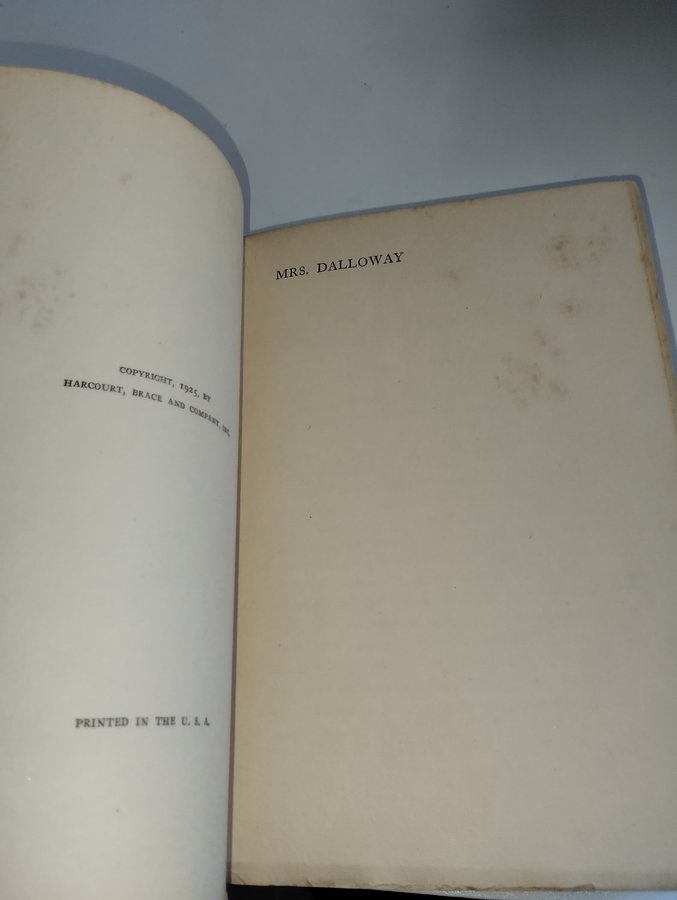 COPYRIGHT, 1925, BY
HARCOURT, BRACE AND COMPANY, INC.
PRINTED IN THE U. S. A.
MRS. DALLOWAY